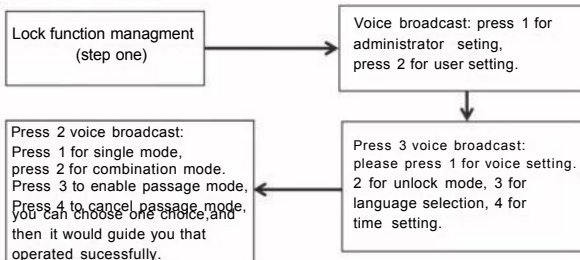 Lock function managment
(step one)
Voice broadcast: press 1 for
administrator seting,
press 2 for user setting.
Press 3 voice broadcast:
please press 1 for voice setting.
2 for unlock mode, 3 for
language selection, 4 for
time setting.
Press 2 voice broadcast:
Press 1 for single mode,
press 2 for combination mode.
Press 3 to enable passage mode,
Press 4 to cancel passage mode,
you can choose one choice,and
then it would guide you that
operated sucessfully.